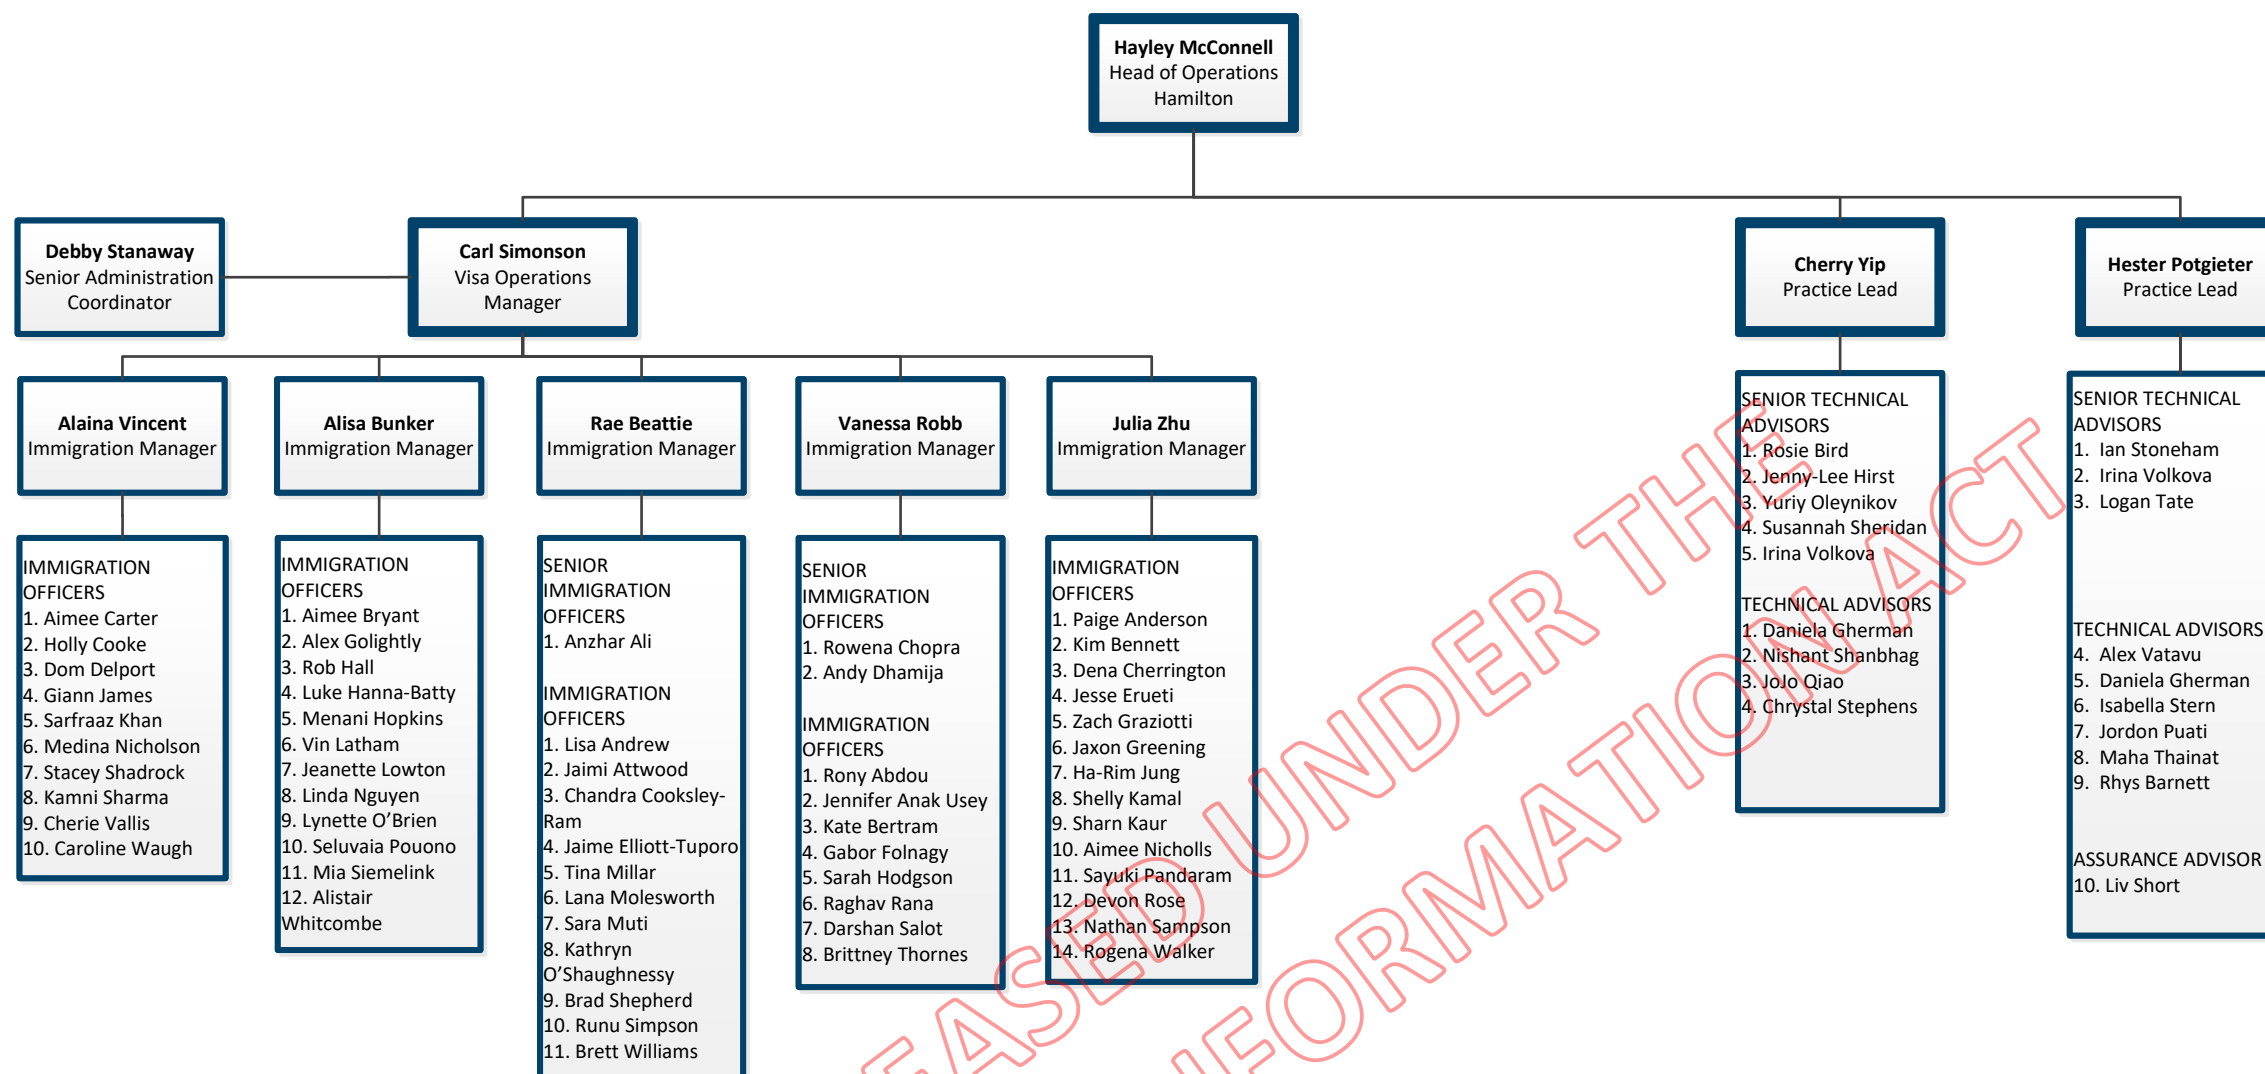 Hayley McConnell
Head of Operations
Hamilton
Debby Stanaway
Senior Administration
Coordinator
Carl Simonson
Visa Operations
Manager
Cherry Yip
Practice Lead
Hester Potgieter
Practice Lead
Alaina Vincent
Immigration Manager
Alisa Bunker
Immigration Manager
Rae Beattie
Immigration Manager
Vanessa Robb
Immigration Manager
Julia Zhu
Immigration Manager
IMMIGRATION
OFFICERS
1. Aimee Carter
2. Holly Cooke
3. Dom Delport
4. Giann James
5. Sarfraaz Khan
6. Medina Nicholson
7. Stacey Shadrock
8. Kamni Sharma
9. Cherie Vallis
10. Caroline Waugh
IMMIGRATION
OFFICERS
1. Aimee Bryant
2. Alex Golightly
3. Rob Hall
4. Luke Hanna-Batty
5. Menani Hopkins
6. Vin Latham
7. Jeanette Lowton
8. Linda Nguyen
9. Lynette O’Brien
10. Seluvaia Pouono
11. Mia Siemelink
12. Alistair
Whitcombe
SENIOR
IMMIGRATION
OFFICERS
1. Anzhar Ali
IMMIGRATION
OFFICERS
1. Lisa Andrew
2. Jaimi Attwood
3. Chandra Cooksley-
Ram
4. Jaime Elliott-Tuporo
5. Tina Millar
6. Lana Molesworth
7. Sara Muti
8. Kathryn
O’Shaughnessy
9. Brad Shepherd
10. Runu Simpson
11. Brett Williams
SENIOR
IMMIGRATION
OFFICERS
1. Rowena Chopra
2. Andy Dhamija
IMMIGRATION
OFFICERS
1. Rony Abdou
2. Jennifer Anak Usey
3. Kate Bertram
4. Gabor Folnagy
5. Sarah Hodgson
6. Raghav Rana
7. Darshan Salot
8. Brittney Thornes
IMMIGRATION
OFFICERS
1. Paige Anderson
2. Kim Bennett
3. Dena Cherrington
4. Jesse Erueti
5. Zach Graziotti
6. Jaxon Greening
7. Ha-Rim Jung
8. Shelly Kamal
9. Sharn Kaur
10. Aimee Nicholls
11. Sayuki Pandaram
12. Devon Rose
13. Nathan Sampson
14. Rogena Walker
SENIOR TECHNICAL
ADVISORS
1. Rosie Bird
2. Jenny-Lee Hirst
3. Yuriy Oleynikov
4. Susannah Sheridan
5. Irina Volkova
TECHNICAL ADVISORS
1. Daniela Gherman
2. Nishant Shanbhag
3. JoJo Qiao
4. Chrystal Stephens
SENIOR TECHNICAL
ADVISORS
1. Ian Stoneham
2. Irina Volkova
3. Logan Tate
TECHNICAL ADVISORS
4. Alex Vatavu
5. Daniela Gherman
6. Isabella Stern
7. Jordon Puati
8. Maha Thainat
9. Rhys Barnett
ASSURANCE ADVISOR
10. Liv Short
EASED UNDER THE
NFORMATION ACT